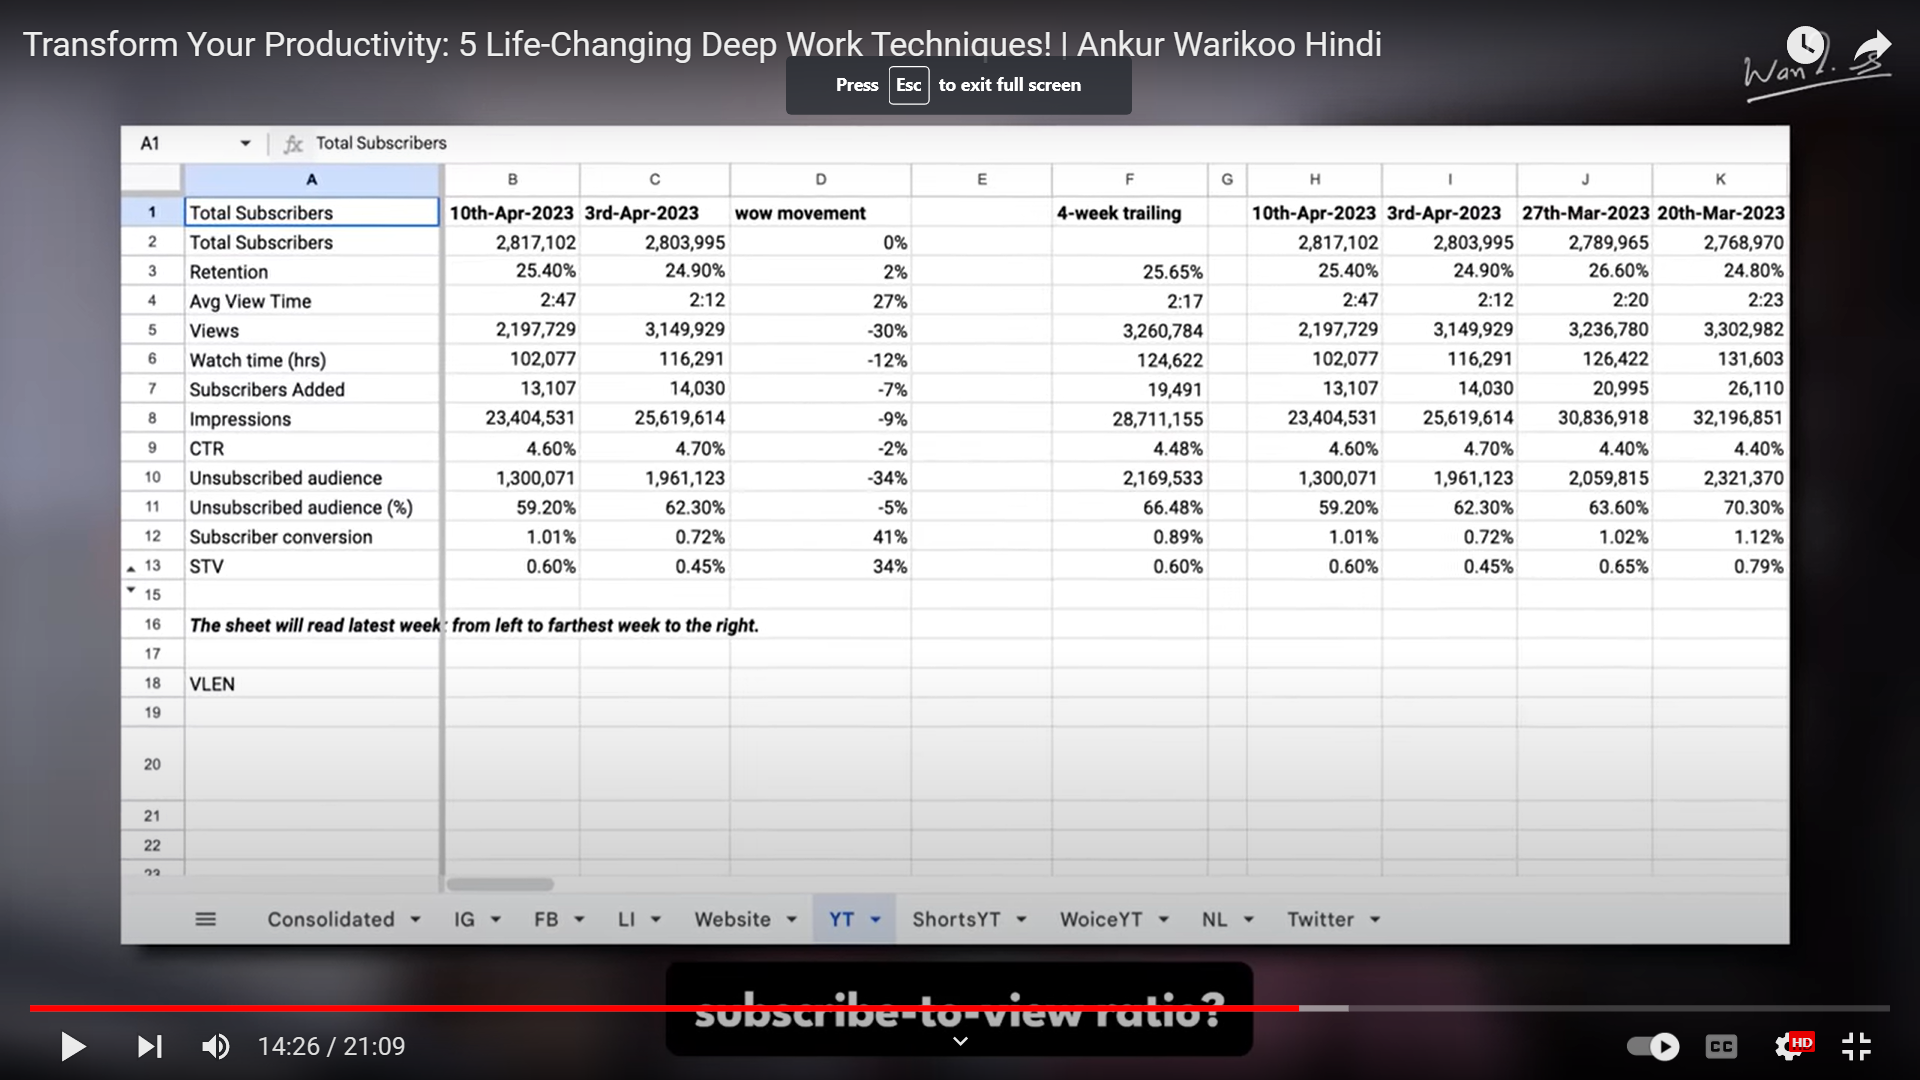 Transform Your Productivity: 5 Life-Changing Deep Work Techniques! | Ankur Warikoo Hindi
Press Esc to exit full screen
A1 fx Total Subscribers
A B C D E F G H I J K
1 Total Subscribers 10th-Apr-2023 3rd-Apr-2023 wow movement 4-week trailing 10th-Apr-2023 3rd-Apr-2023 27th-Mar-2023 20th-Mar-2023
2 Total Subscribers 2,817,102 2,803,995 0% 2,817,102 2,803,995 2,789,965 2,768,970
3 Retention 25.40% 24.90% 2% 25.65% 25.40% 24.90% 26.60% 24.80%
4 Avg View Time 2:47 2:12 27% 2:17 2:47 2:12 2:20 2:23
5 Views 2,197,729 3,149,929 -30% 3,260,784 2,197,729 3,149,929 3,236,780 3,302,982
6 Watch time (hrs) 102,077 116,291 -12% 124,622 102,077 116,291 126,422 131,603
7 Subscribers Added 13,107 14,030 -7% 19,491 13,107 14,030 20,995 26,110
8 Impressions 23,404,531 25,619,614 -9% 28,711,155 23,404,531 25,619,614 30,836,918 32,196,851
9 CTR 4.60% 4.70% -2% 4.48% 4.60% 4.70% 4.40% 4.40%
10 Unsubscribed audience 1,300,071 1,961,123 -34% 2,169,533 1,300,071 1,961,123 2,059,815 2,321,370
11 Unsubscribed audience (%) 59.20% 62.30% -5% 66.48% 59.20% 62.30% 63.60% 70.30%
12 Subscriber conversion 1.01% 0.72% 41% 0.89% 1.01% 0.72% 1.02% 1.12%
13 STV 0.60% 0.45% 34% 0.60% 0.60% 0.45% 0.65% 0.79%
15
16 The sheet will read latest week from left to farthest week to the right.
17
18 VLEN
19
20
21
22
23
Consolidated IG FB LI Website YT ShortsYT WoiceYT NL Twitter
subscribe-to-view ratio?
14:26 / 21:09
CC HD